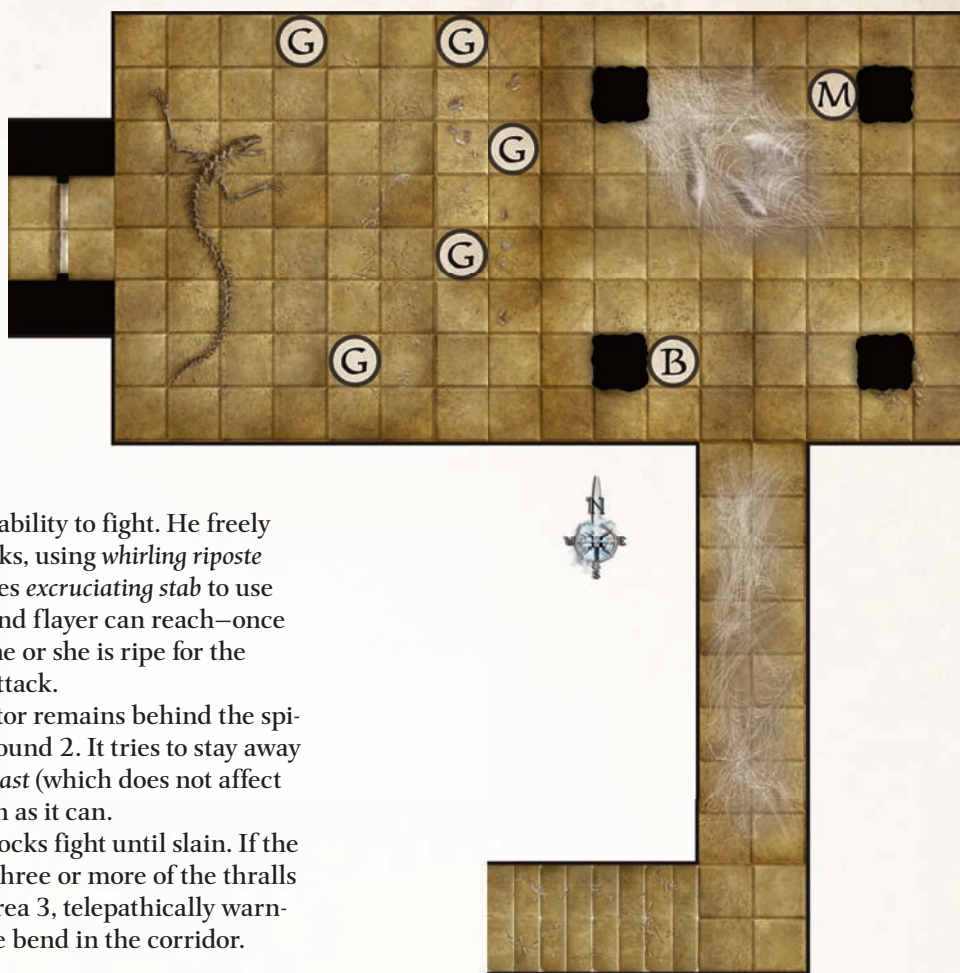 G
G
M
G
G
G
B
N
W
E
S
ability to fight. He freely
ks, using whirling riposte
es excruciating stab to use
nd flayer can reach—once
ne or she is ripe for the
ttack.
tor remains behind the spi-
ound 2. It tries to stay away
ast (which does not affect
h as it can.
ocks fight until slain. If the
hree or more of the thralls
rea 3, telepathically warn-
e bend in the corridor.